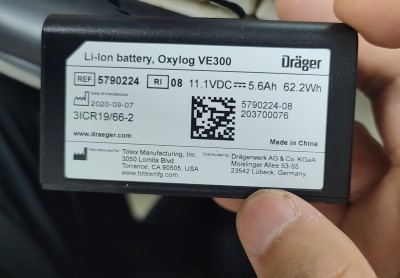 Li-Ion battery, Oxylog VE300
Dräger
REF 5790224 RI 08 11.1VDC⎓ 5.6Ah 62.2Wh
Date of manufacture
2020-09-07
3ICR19/66-2
5790224-08
203700076
www.draeger.com
Made in China
Manufactured for: Totex Manufacturing, Inc.
3050 Lomita Blvd
Torrence, CA 90505, USA
www.totexmfg.com
Distributed by: Drägerwerk AG & Co. KGaA
Moislinger Allee 53-55
23542 Lübeck, Germany